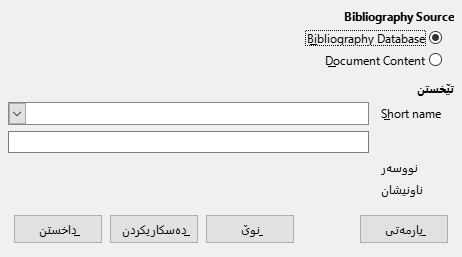 Bibliography Source
Bibliography Database
Document Content
تێخستن
Short name
نووسەر
ناونیشان
یارمەتی
نوێ
دەسکاریکردن
داخستن